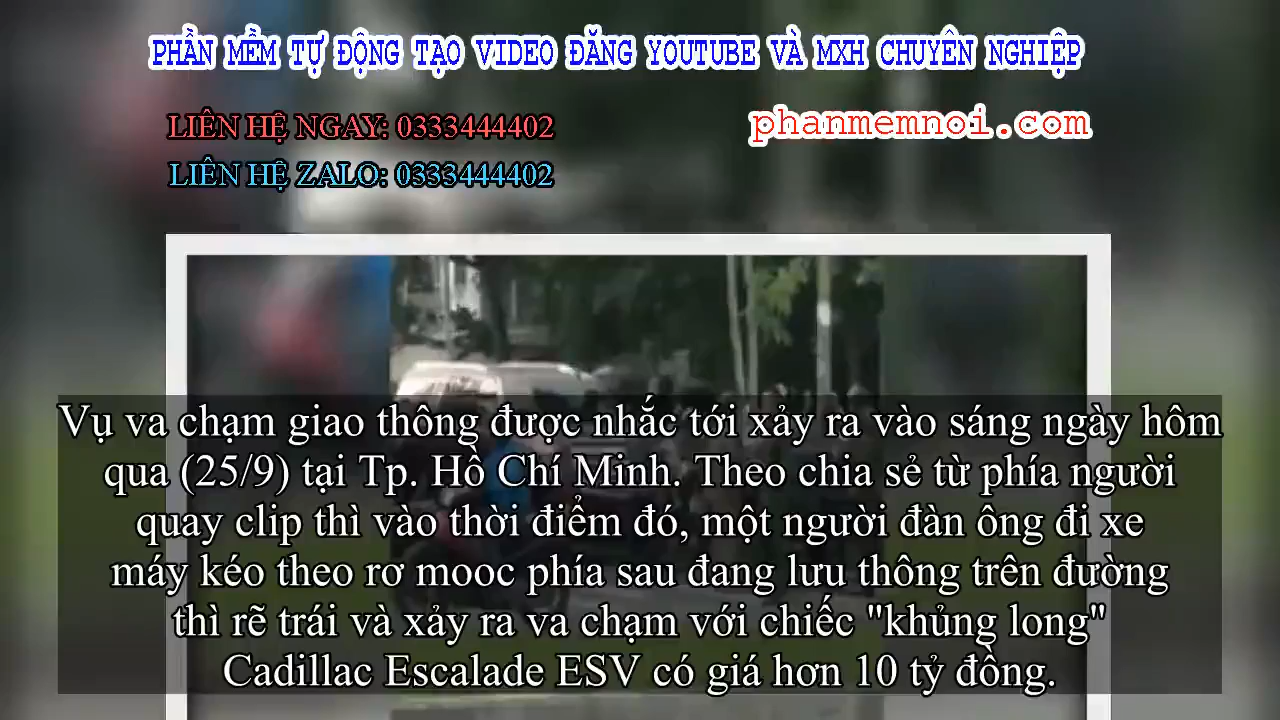 PHẦN MỀM TỰ ĐỘNG TẠO VIDEO ĐĂNG YOUTUBE VÀ MXH CHUYÊN NGHIỆP
LIÊN HỆ NGAY: 0333444402
phanmemnoi.com
LIÊN HỆ ZALO: 0333444402
Vụ va chạm giao thông được nhắc tới xảy ra vào sáng ngày hôm
qua (25/9) tại Tp. Hồ Chí Minh. Theo chia sẻ từ phía người
quay clip thì vào thời điểm đó, một người đàn ông đi xe
máy kéo theo rơ mooc phía sau đang lưu thông trên đường
thì rẽ trái và xảy ra va chạm với chiếc "khủng long"
Cadillac Escalade ESV có giá hơn 10 tỷ đồng.